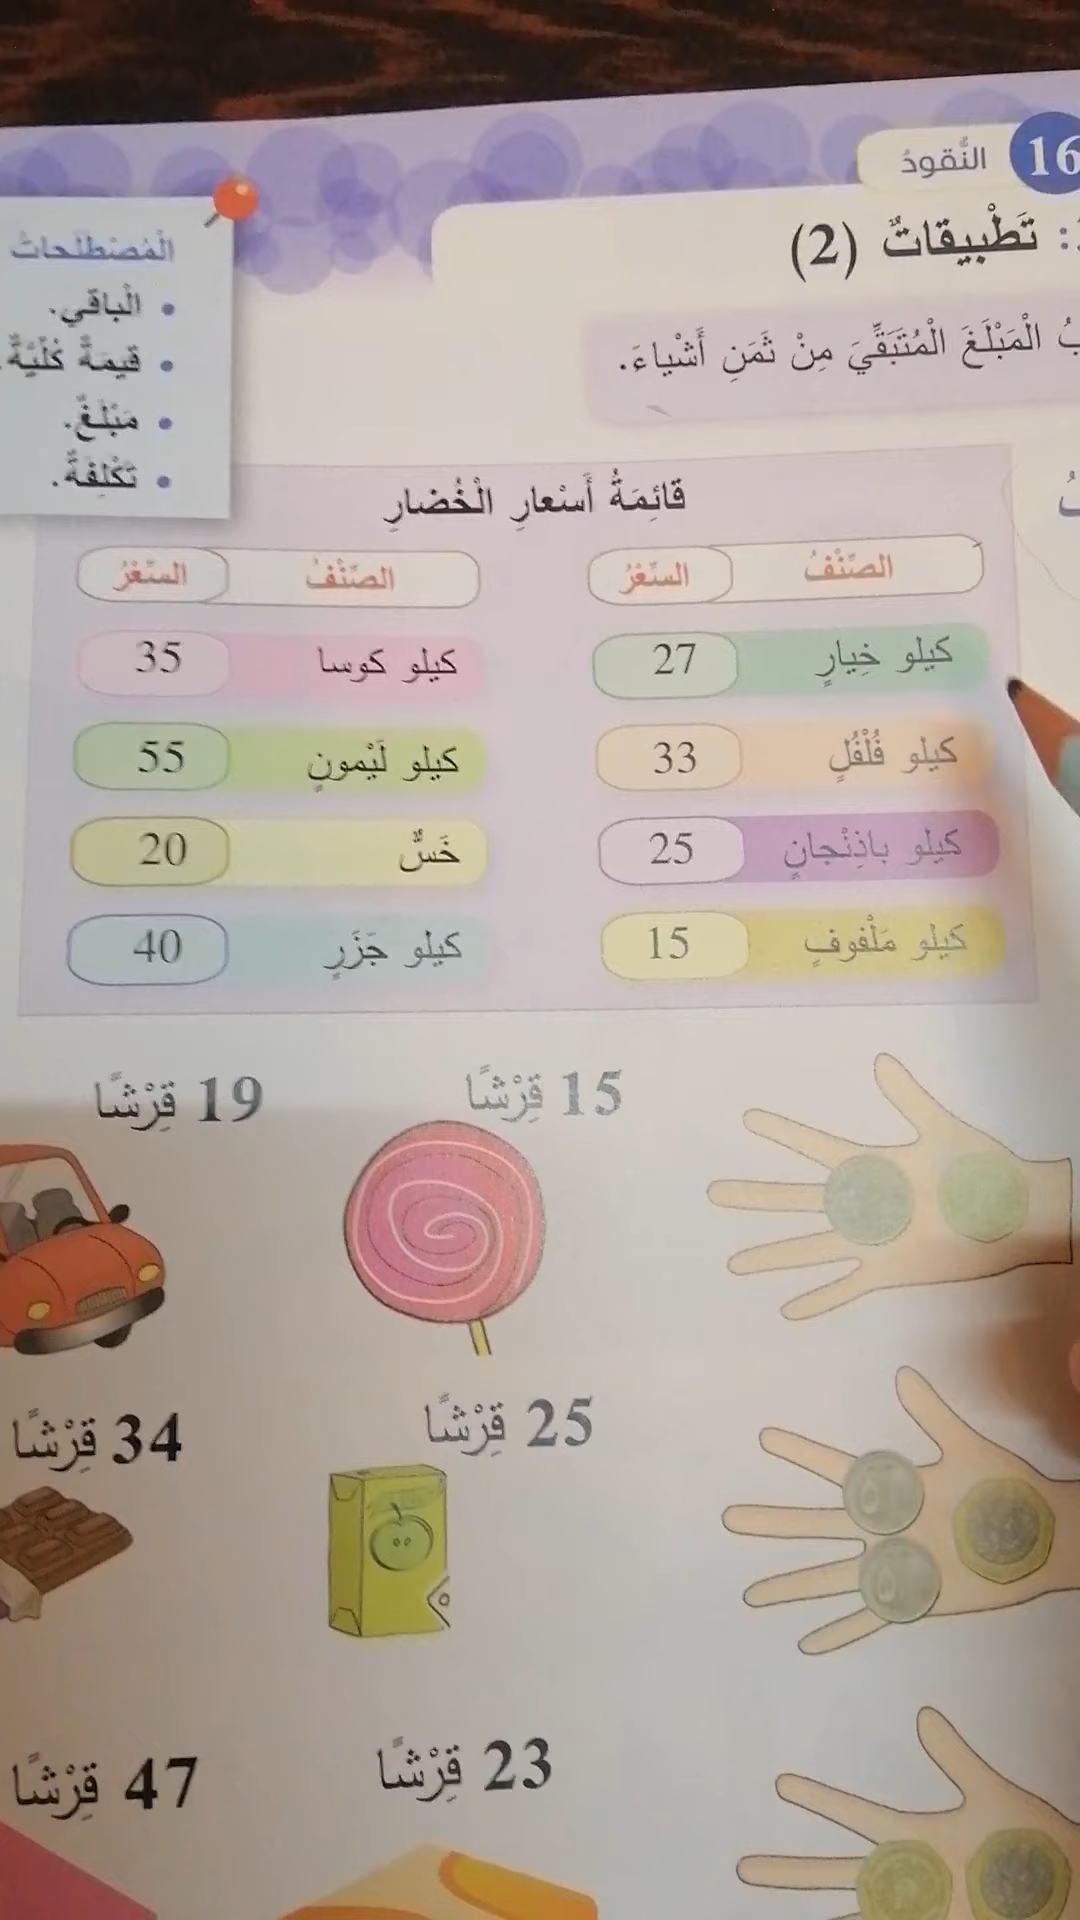 النُّقودُ 16
تَطْبيقاتٌ (2)
الْمُصْطَلَحاتُ
• الْباقي.
• قيمَةٌ كُلِّيَّةٌ.
• مَبْلَغٌ.
• تَكْلِفَةٌ.
الْمَبْلَغَ الْمُتَبَقِّيَ مِنْ ثَمَنِ أَشْياءَ.
قائِمَةُ أَسْعارِ الْخُضارِ
الصِّنْفُ السِّعْرُ الصِّنْفُ السِّعْرُ
كيلو خِيارٍ 27 كيلو كوسا 35
كيلو فُلْفُلٍ 33 كيلو لَيْمونٍ 55
كيلو باذِنْجانٍ 25 خَسٌّ 20
كيلو مَلْفوفٍ 15 كيلو جَزَرٍ 40
15 قِرْشًا 19 قِرْشًا
25 قِرْشًا 34 قِرْشًا
23 قِرْشًا 47 قِرْشًا